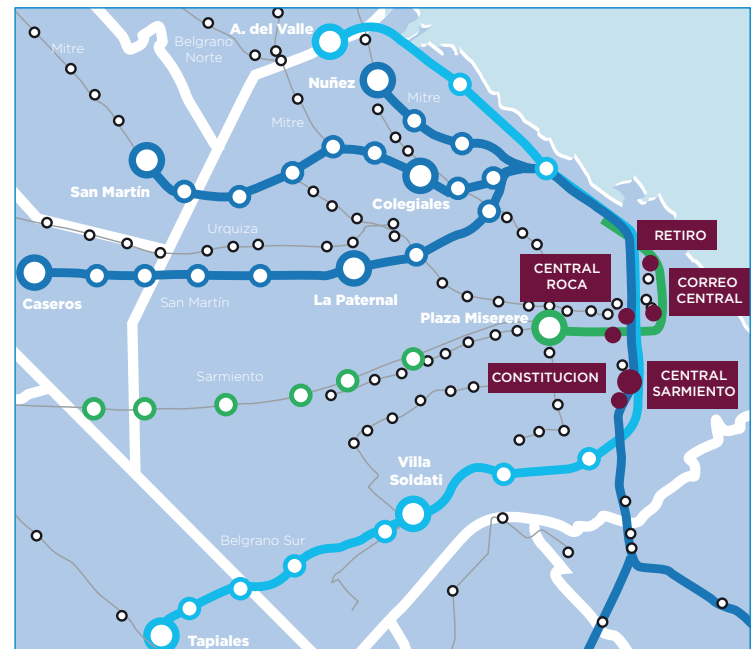 A. del Valle
Mitre
Belgrano
Norte
Nuñez
Mitre
Mitre
San Martín
Colegiales
Urquiza
RETIRO
CENTRAL
ROCA
CORREO
CENTRAL
Caseros
San Martín
La Paternal
Plaza Miserere
Sarmiento
CONSTITUCION
CENTRAL
SARMIENTO
Villa
Soldati
Belgrano Sur
Tapiales